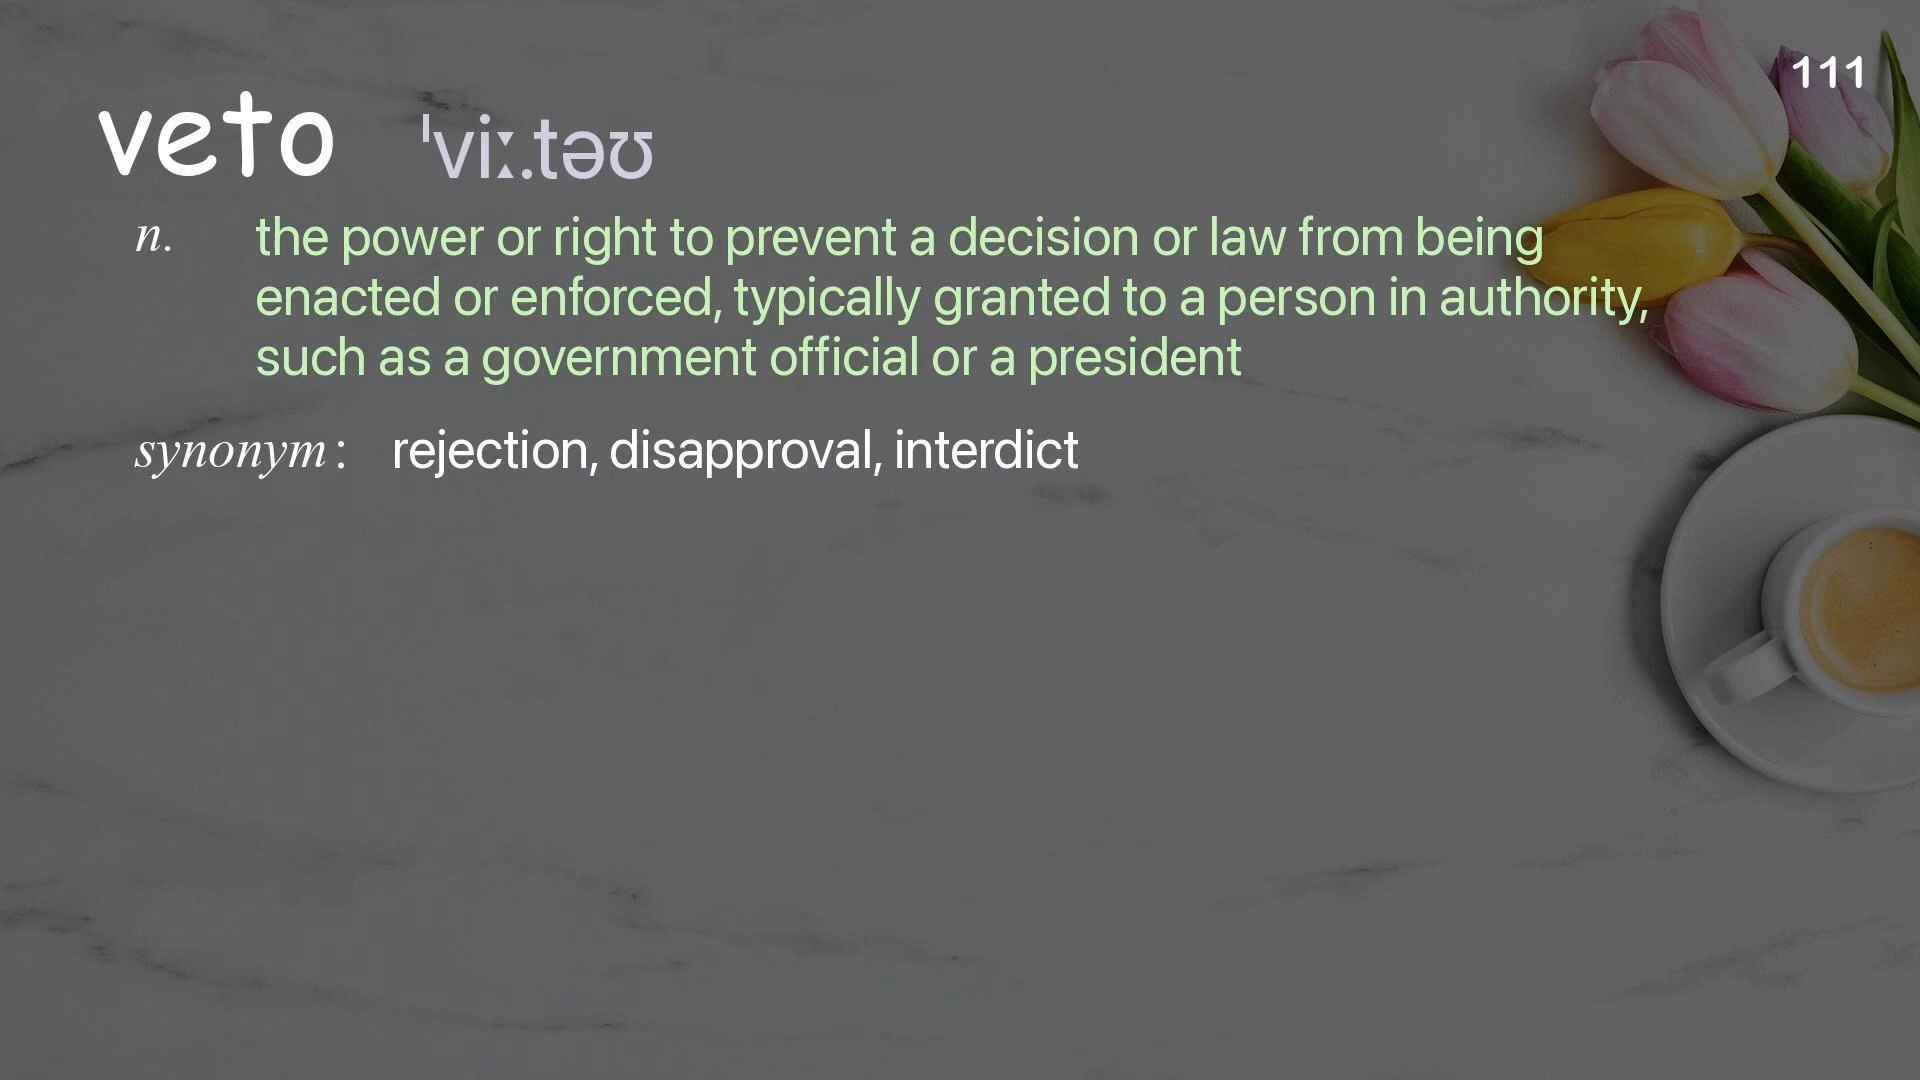 111
veto ˈviː.təʊ
n. the power or right to prevent a decision or law from being
enacted or enforced, typically granted to a person in authority,
such as a government official or a president
synonym : rejection, disapproval, interdict